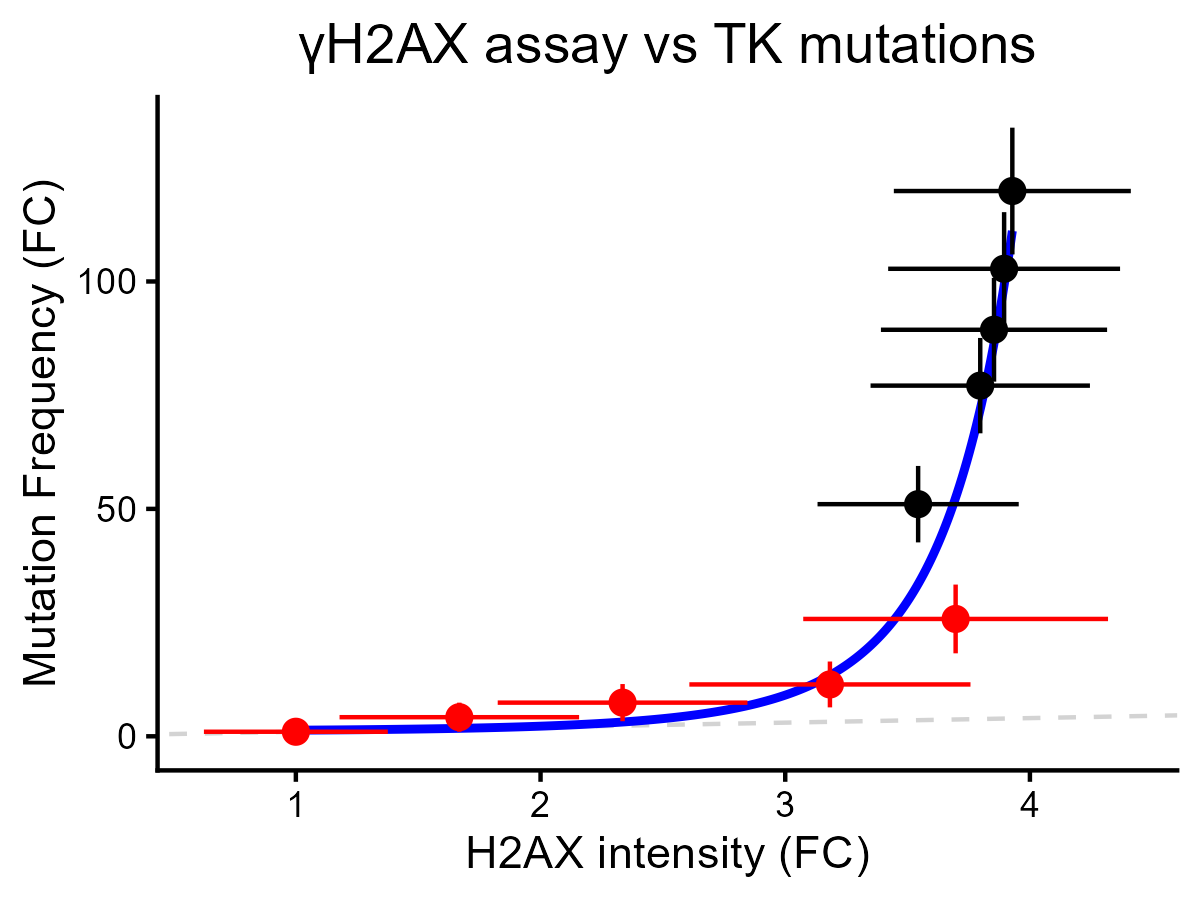 γH2AX assay vs TK mutations
Mutation Frequency (FC)
100
50
0
1
2
3
4
H2AX intensity (FC)